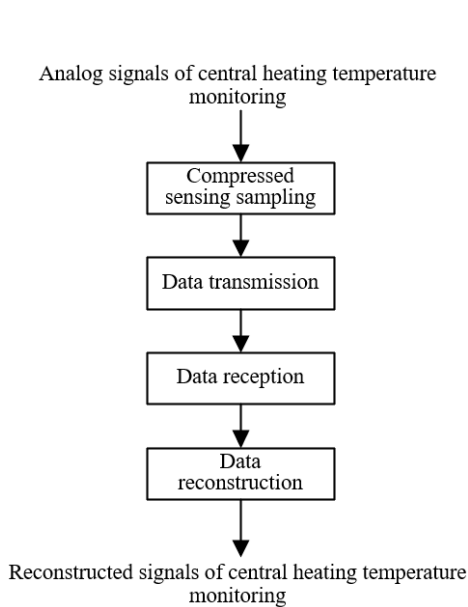 Analog signals of central heating temperature
monitoring
Compressed
sensing sampling
Data transmission
Data reception
Data
reconstruction
Reconstructed signals of central heating temperature
monitoring